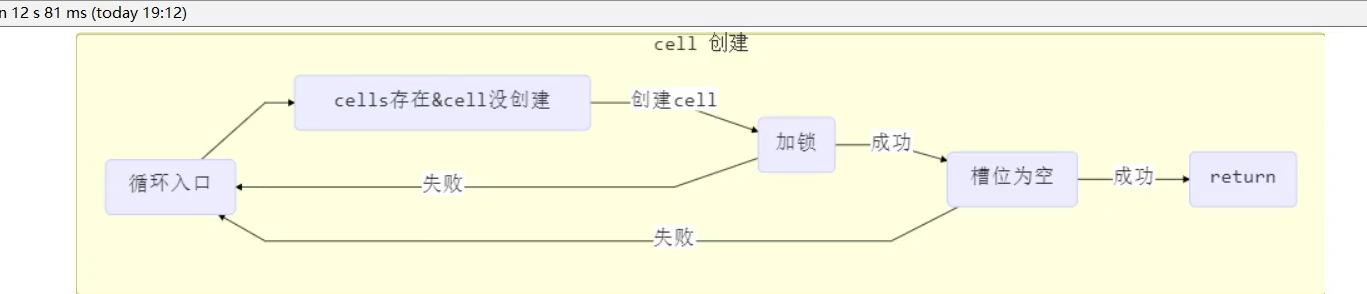 n 12 s 81 ms (today 19:12)
cell 创建
cells存在&cell没创建
创建cell
加锁
成功
循环入口
失败
槽位为空
成功
return
失败